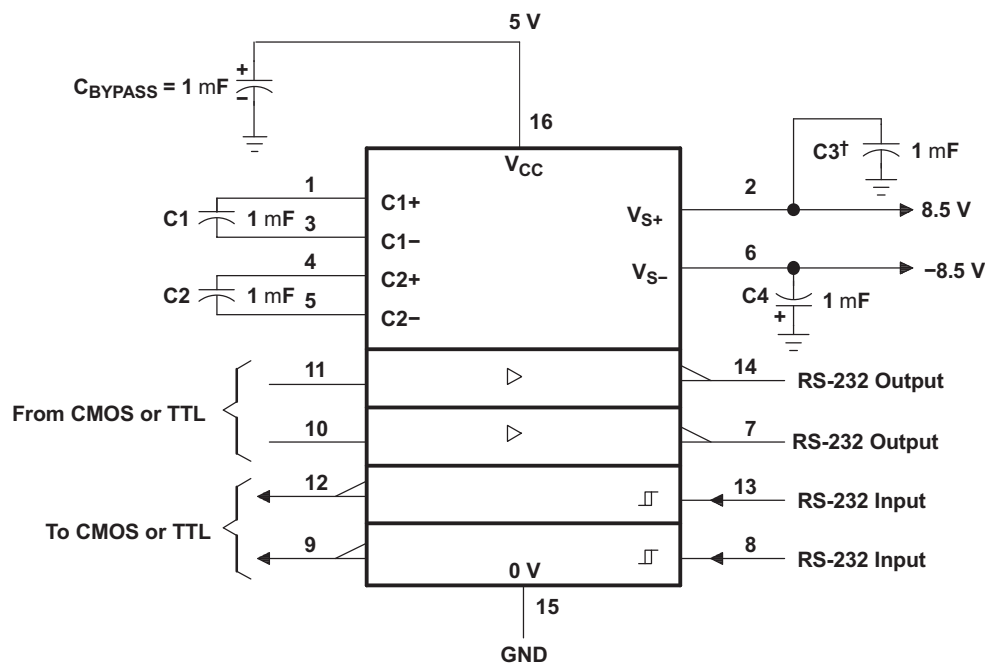 5 V
CBYPASS = 1 mF
+
−
16
VCC
C3†
1 mF
1
C1+
2
VS+
8.5 V
C1
1 mF
3
C1−
4
C2+
6
VS−
−8.5 V
C2
1 mF
5
C2−
C4
+
1 mF
11
14
RS-232 Output
From CMOS or TTL
10
7
RS-232 Output
12
13
RS-232 Input
To CMOS or TTL
9
8
RS-232 Input
0 V
15
GND